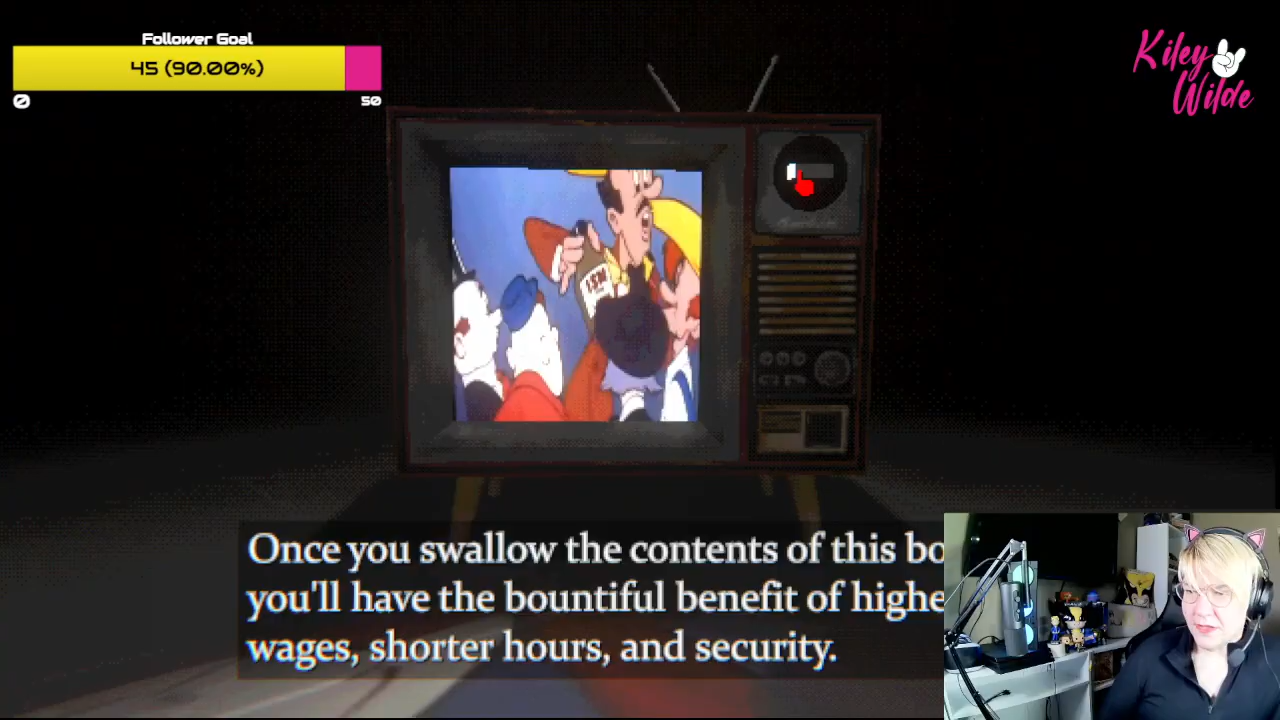 Follower Goal
45 (90.00%)
0
50
Kiley
Wilde
Once you swallow the contents of this bo
you'll have the bountiful benefit of highe
wages, shorter hours, and security.